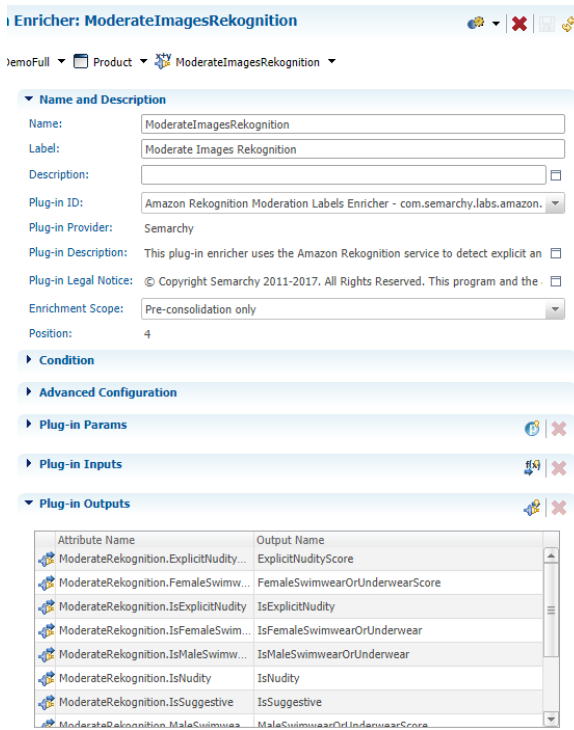 Enricher: ModerateImagesRekognition
DemoFull Product x+y ModerateImagesRekognition
Name and Description
Name: ModerateImagesRekognition
Label: Moderate Images Rekognition
Description:
Plug-in ID: Amazon Rekognition Moderation Labels Enricher - com.semarchy.labs.amazon.
Plug-in Provider: Semarchy
Plug-in Description: This plug-in enricher uses the Amazon Rekognition service to detect explicit an
Plug-in Legal Notice: © Copyright Semarchy 2011-2017. All Rights Reserved. This program and the
Enrichment Scope: Pre-consolidation only
Position: 4
Condition
Advanced Configuration
Plug-in Params
Plug-in Inputs
f(x)
Plug-in Outputs
Attribute Name Output Name
ModerateRekognition.ExplicitNudity... ExplicitNudityScore
ModerateRekognition.FemaleSwimw... FemaleSwimwearOrUnderwearScore
ModerateRekognition.IsExplicitNudity IsExplicitNudity
ModerateRekognition.IsFemaleSwim... IsFemaleSwimwearOrUnderwear
ModerateRekognition.IsMaleSwimw... IsMaleSwimwearOrUnderwear
ModerateRekognition.IsNudity IsNudity
ModerateRekognition.IsSuggestive IsSuggestive
ModerateRekognition.MaleSwimwea... MaleSwimwearOrUnderwearScore